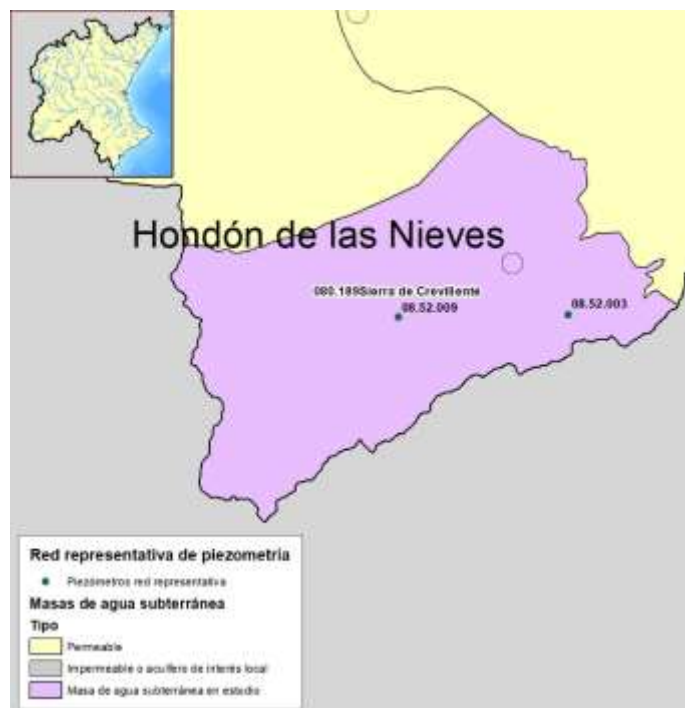 Hondón de las Nieves
080.189Sierra de Crevillente
08.52.009
08.52.003
Red representativa de piezometría
Piezómetros red representativa
Masas de agua subterránea
Tipo
Permeable
Impermeable o acuífero de interés local
Masa de agua subterránea en estudio